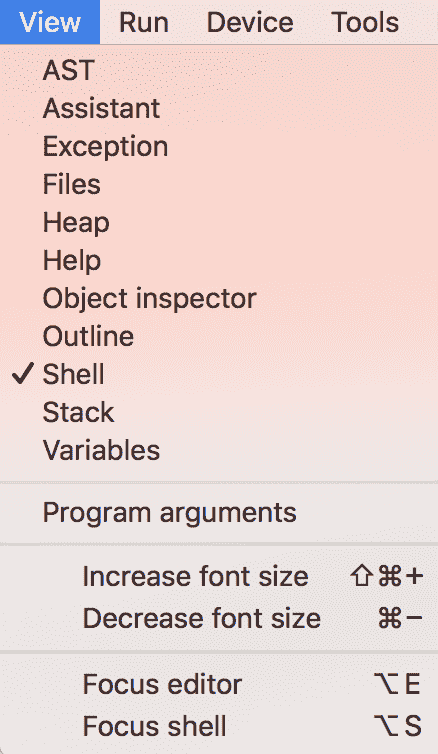 View Run Device Tools
AST
Assistant
Exception
Files
Heap
Help
Object inspector
Outline
✓ Shell
Stack
Variables
Program arguments
Increase font size ⇧⌘+
Decrease font size ⌘−
Focus editor ⌥E
Focus shell ⌥S